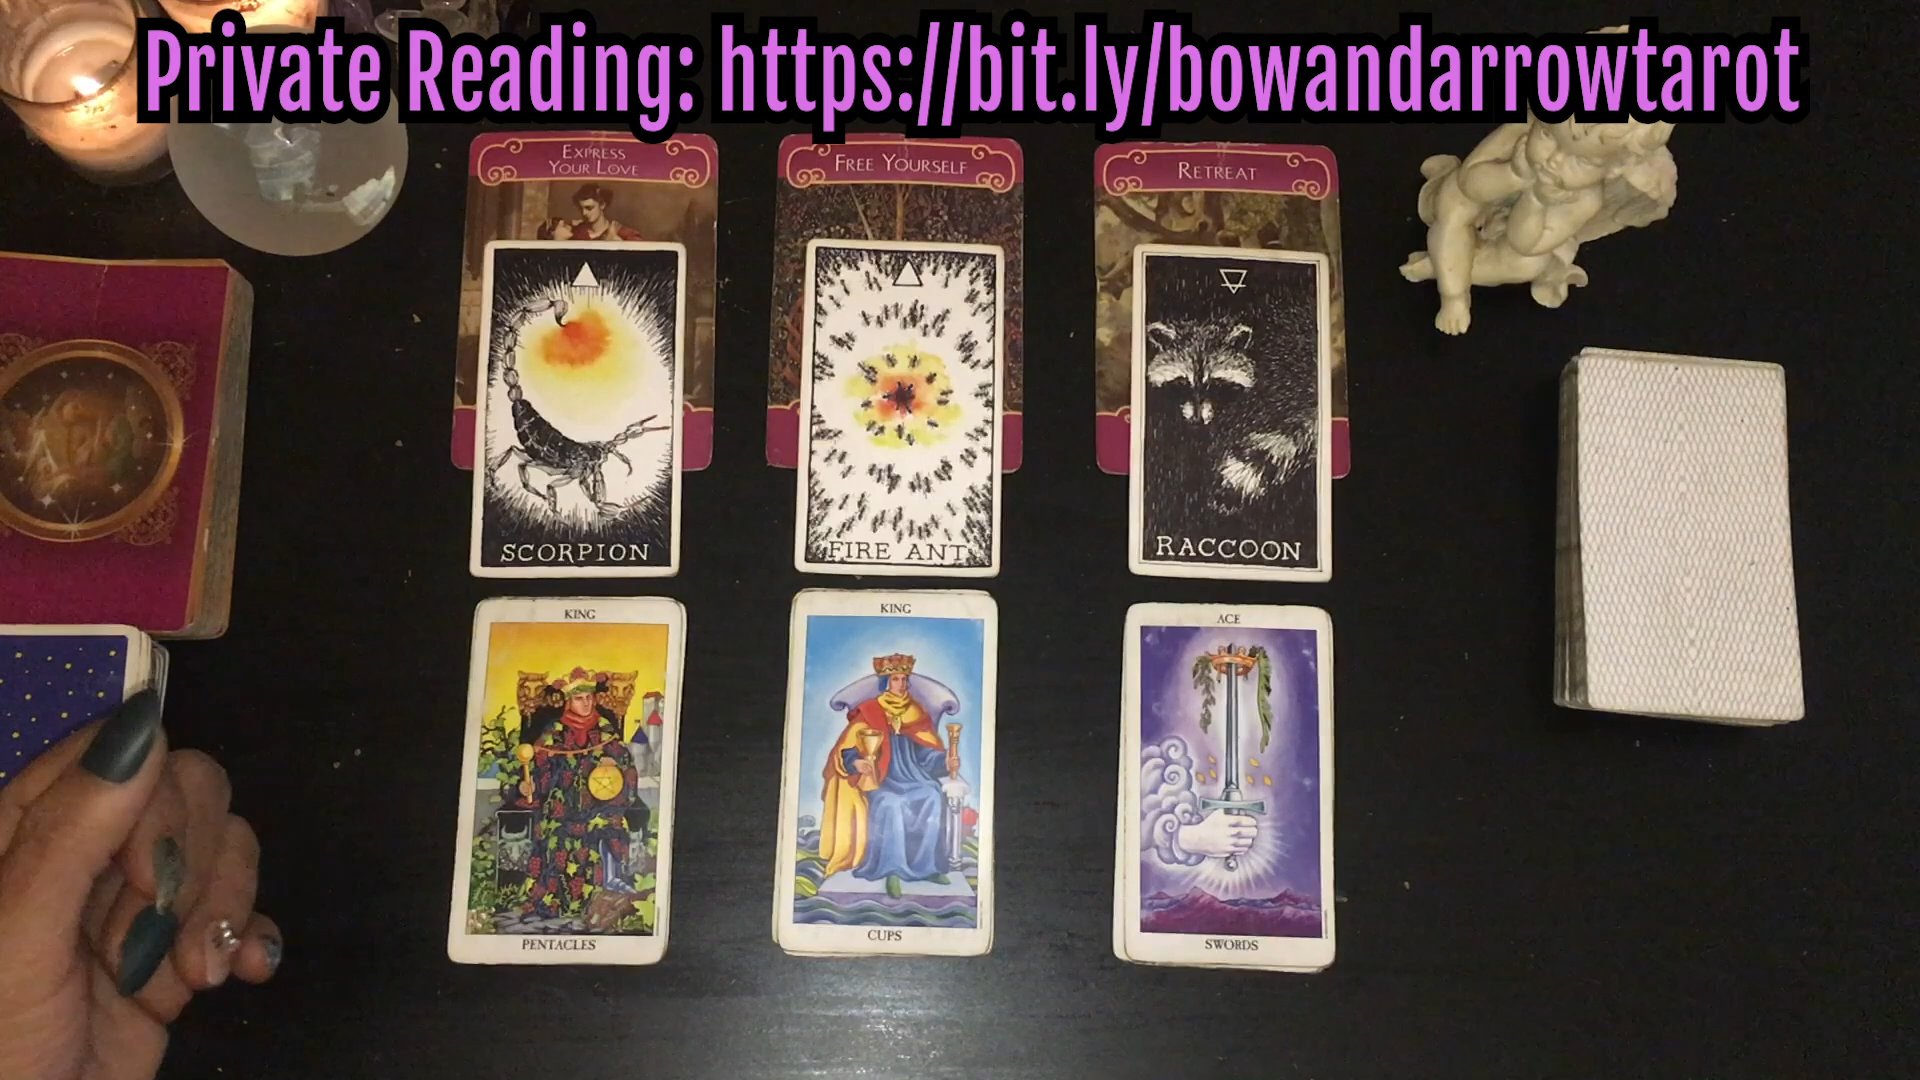 Private Reading: https://bit.ly/bowandarrowtarot
EXPRESS
YOUR LOVE
FREE YOURSELF
RETREAT
SCORPION
FIRE ANT
RACCOON
KING
PENTACLES
KING
CUPS
ACE
SWORDS